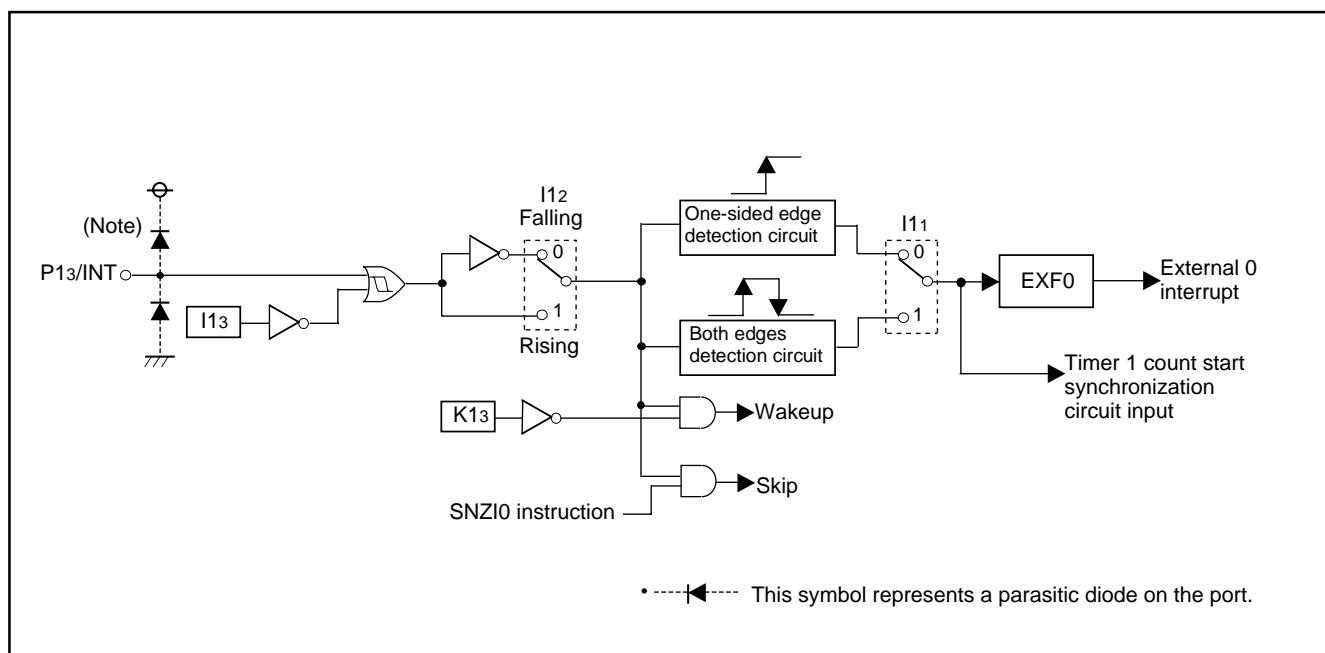 (Note)
P13/INT
I13
I12
Falling
0
1
Rising
One-sided edge
detection circuit
Both edges
detection circuit
I11
0
1
EXF0
External 0
interrupt
Timer 1 count start
synchronization
circuit input
K13
Wakeup
SNZI0 instruction
Skip
• This symbol represents a parasitic diode on the port.